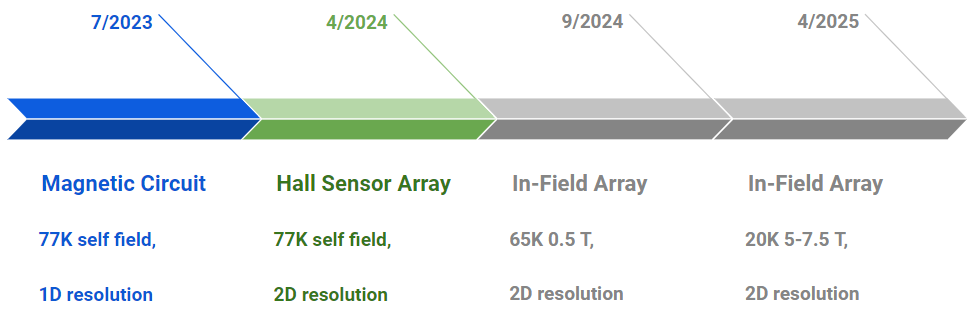 7/2023
4/2024
9/2024
4/2025
Magnetic Circuit
Hall Sensor Array
In-Field Array
In-Field Array
77K self field,
77K self field,
65K 0.5 T,
20K 5-7.5 T,
1D resolution
2D resolution
2D resolution
2D resolution